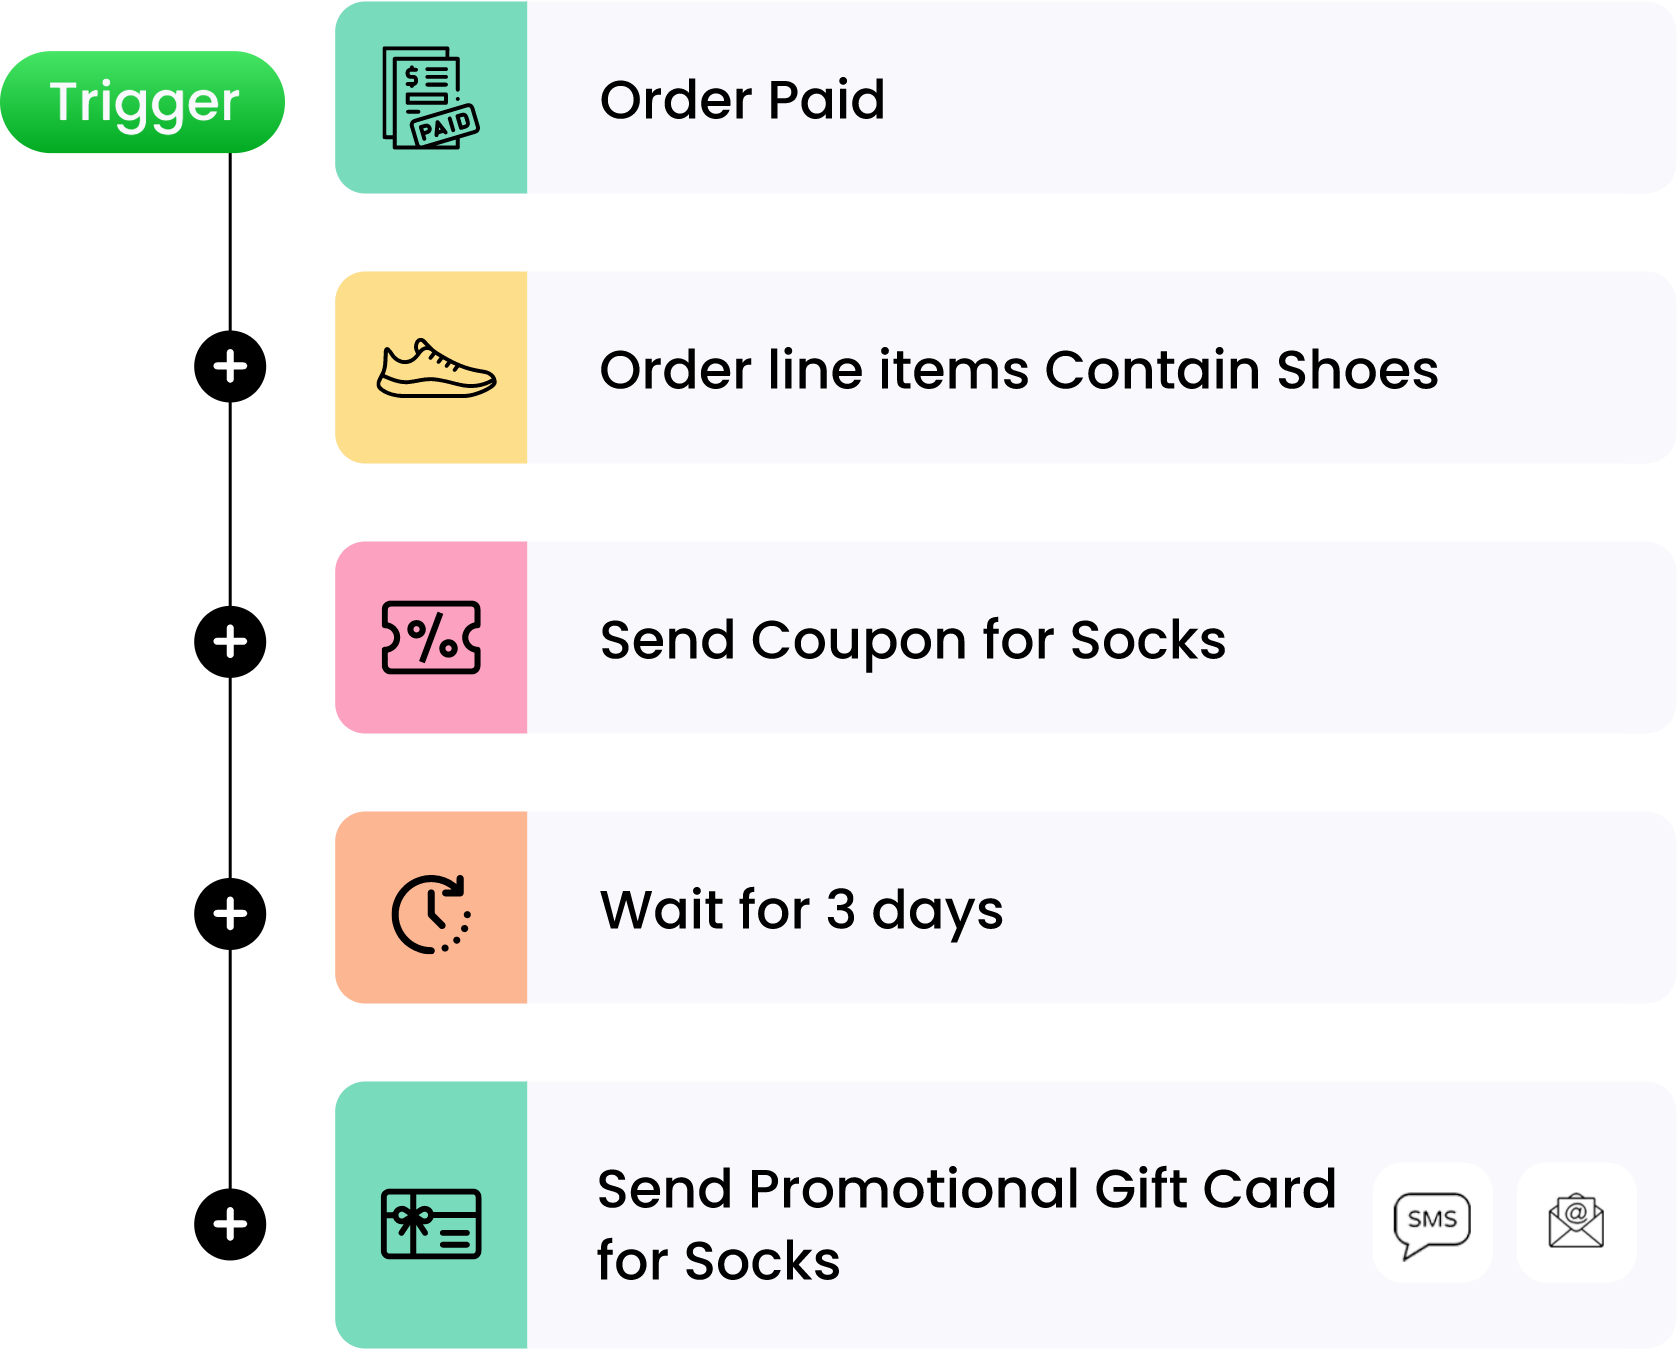 Trigger
$
PAID
Order Paid
Order line items Contain Shoes
%
Send Coupon for Socks
Wait for 3 days
Send Promotional Gift Card
for Socks
SMS
@